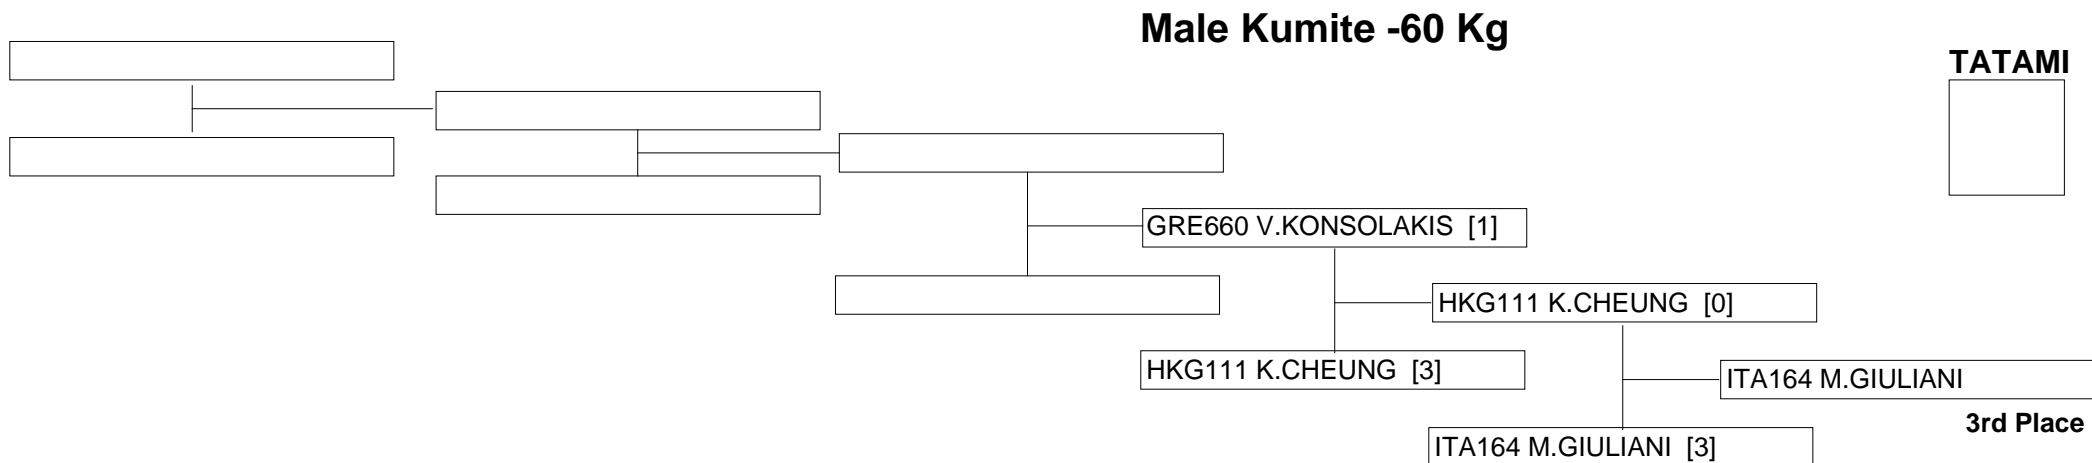 Male Kumite -60 Kg
TATAMI
GRE660 V.KONSOLAKIS [1]
HKG111 K.CHEUNG [0]
HKG111 K.CHEUNG [3]
ITA164 M.GIULIANI
3rd Place
ITA164 M.GIULIANI [3]